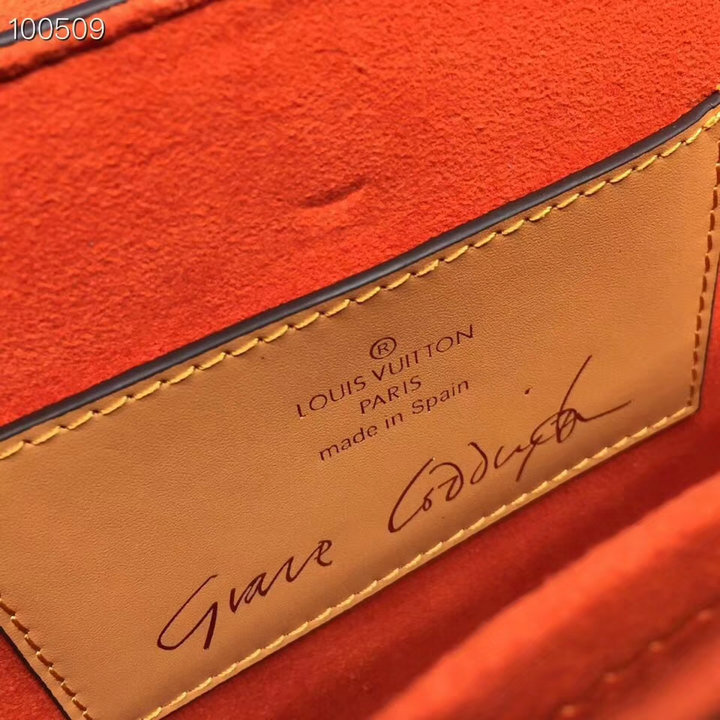 100509
®
LOUIS VUITTON
PARIS
made in Spain
Grace Coddington